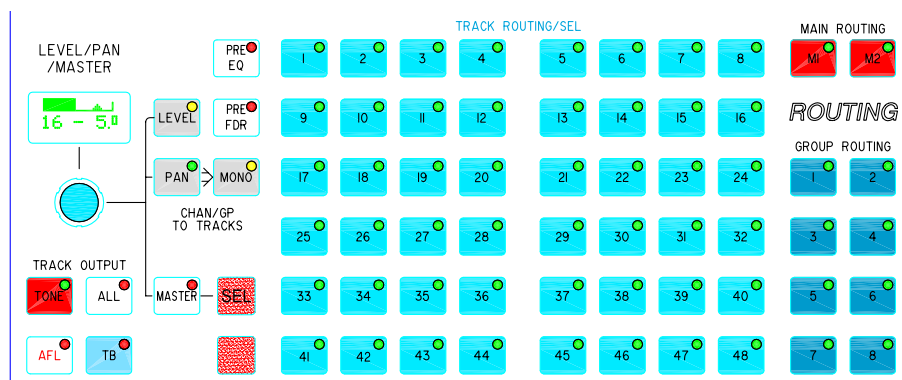 TRACK ROUTING/SEL
MAIN ROUTING
LEVEL/PAN
/MASTER
PRE
EQ
1 2 3 4 5 6 7 8
M1 M2
16 - 5.0
LEVEL
PRE
FDR
9 10 11 12 13 14 15 16
ROUTING
GROUP ROUTING
PAN MONO
17 18 19 20 21 22 23 24
1 2
CHAN/GP
TO TRACKS
25 26 27 28 29 30 31 32
3 4
TRACK OUTPUT
TONE ALL MASTER SEL
33 34 35 36 37 38 39 40
5 6
AFL TB
41 42 43 44 45 46 47 48
7 8